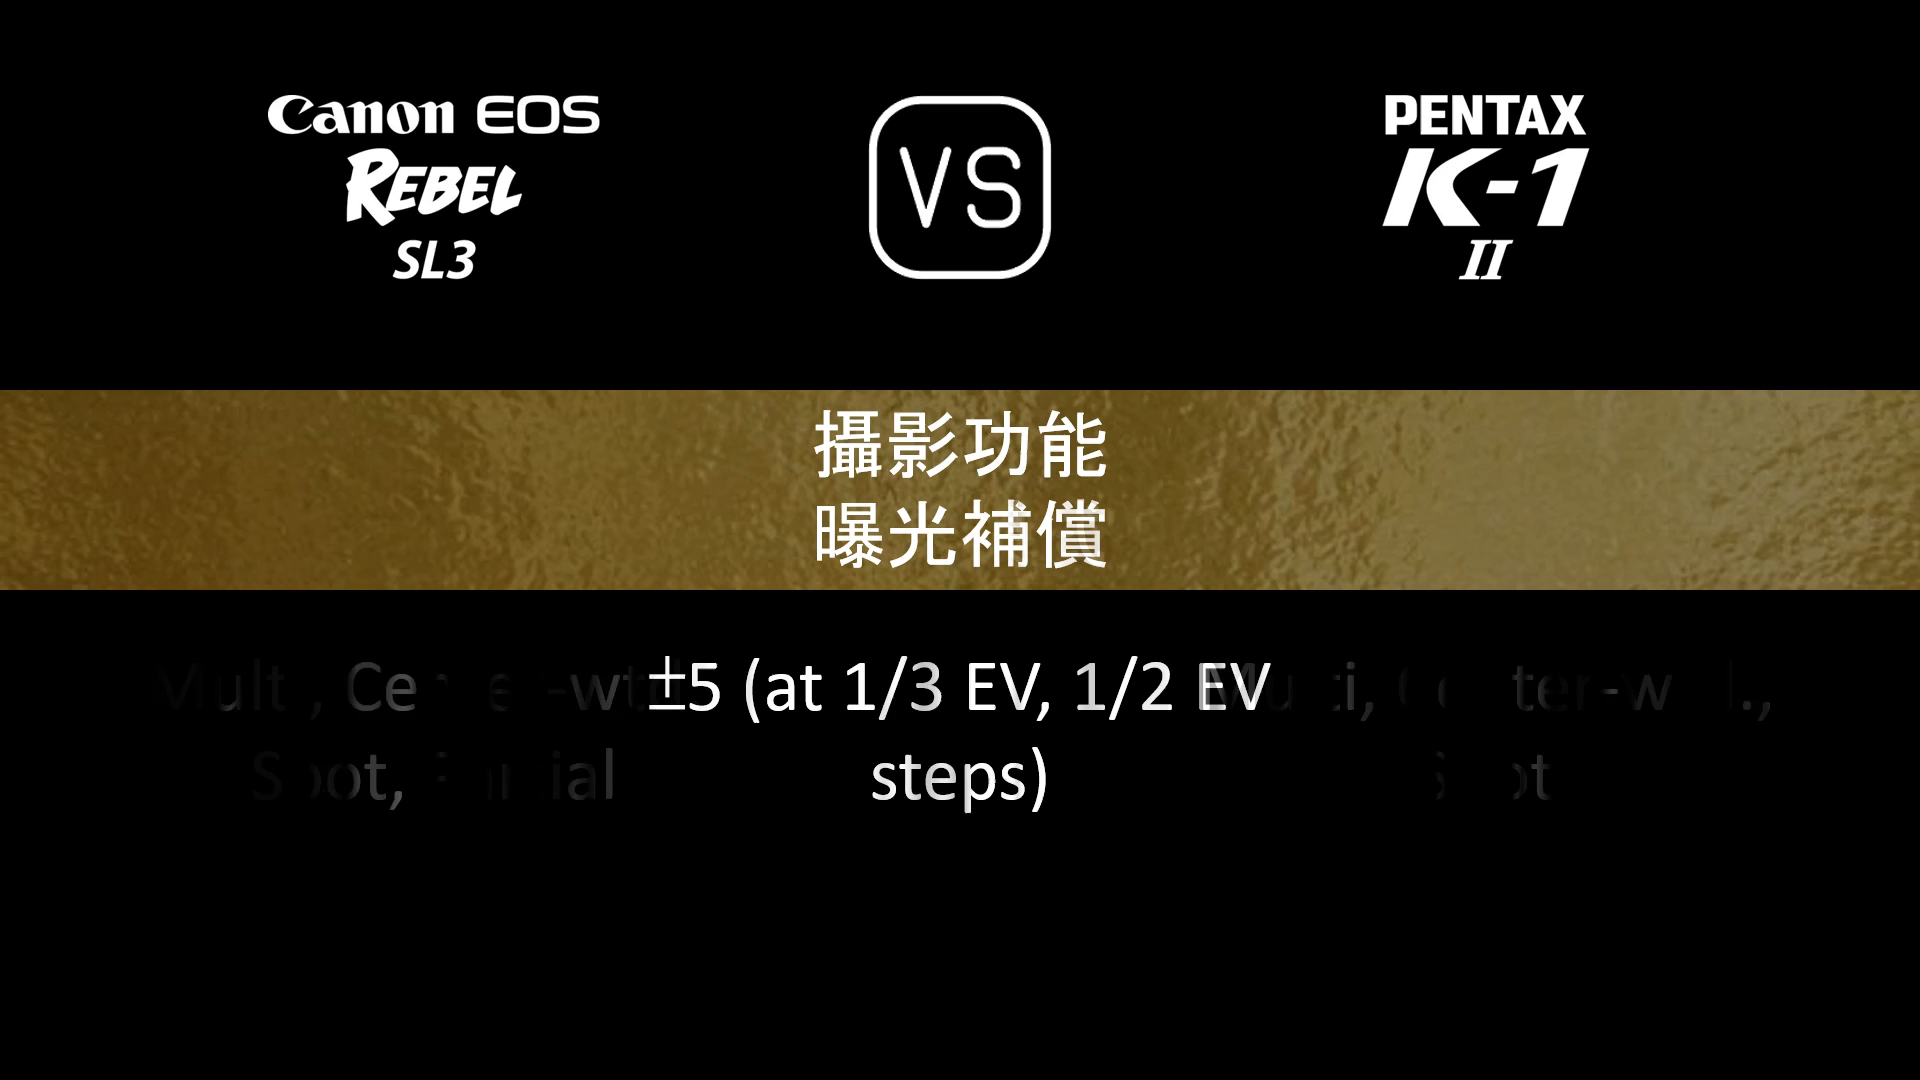 Canon EOS
REBEL
SL3
VS
PENTAX
K-1
II
攝影功能
曝光補償
±5 (at 1/3 EV, 1/2 EV
steps)